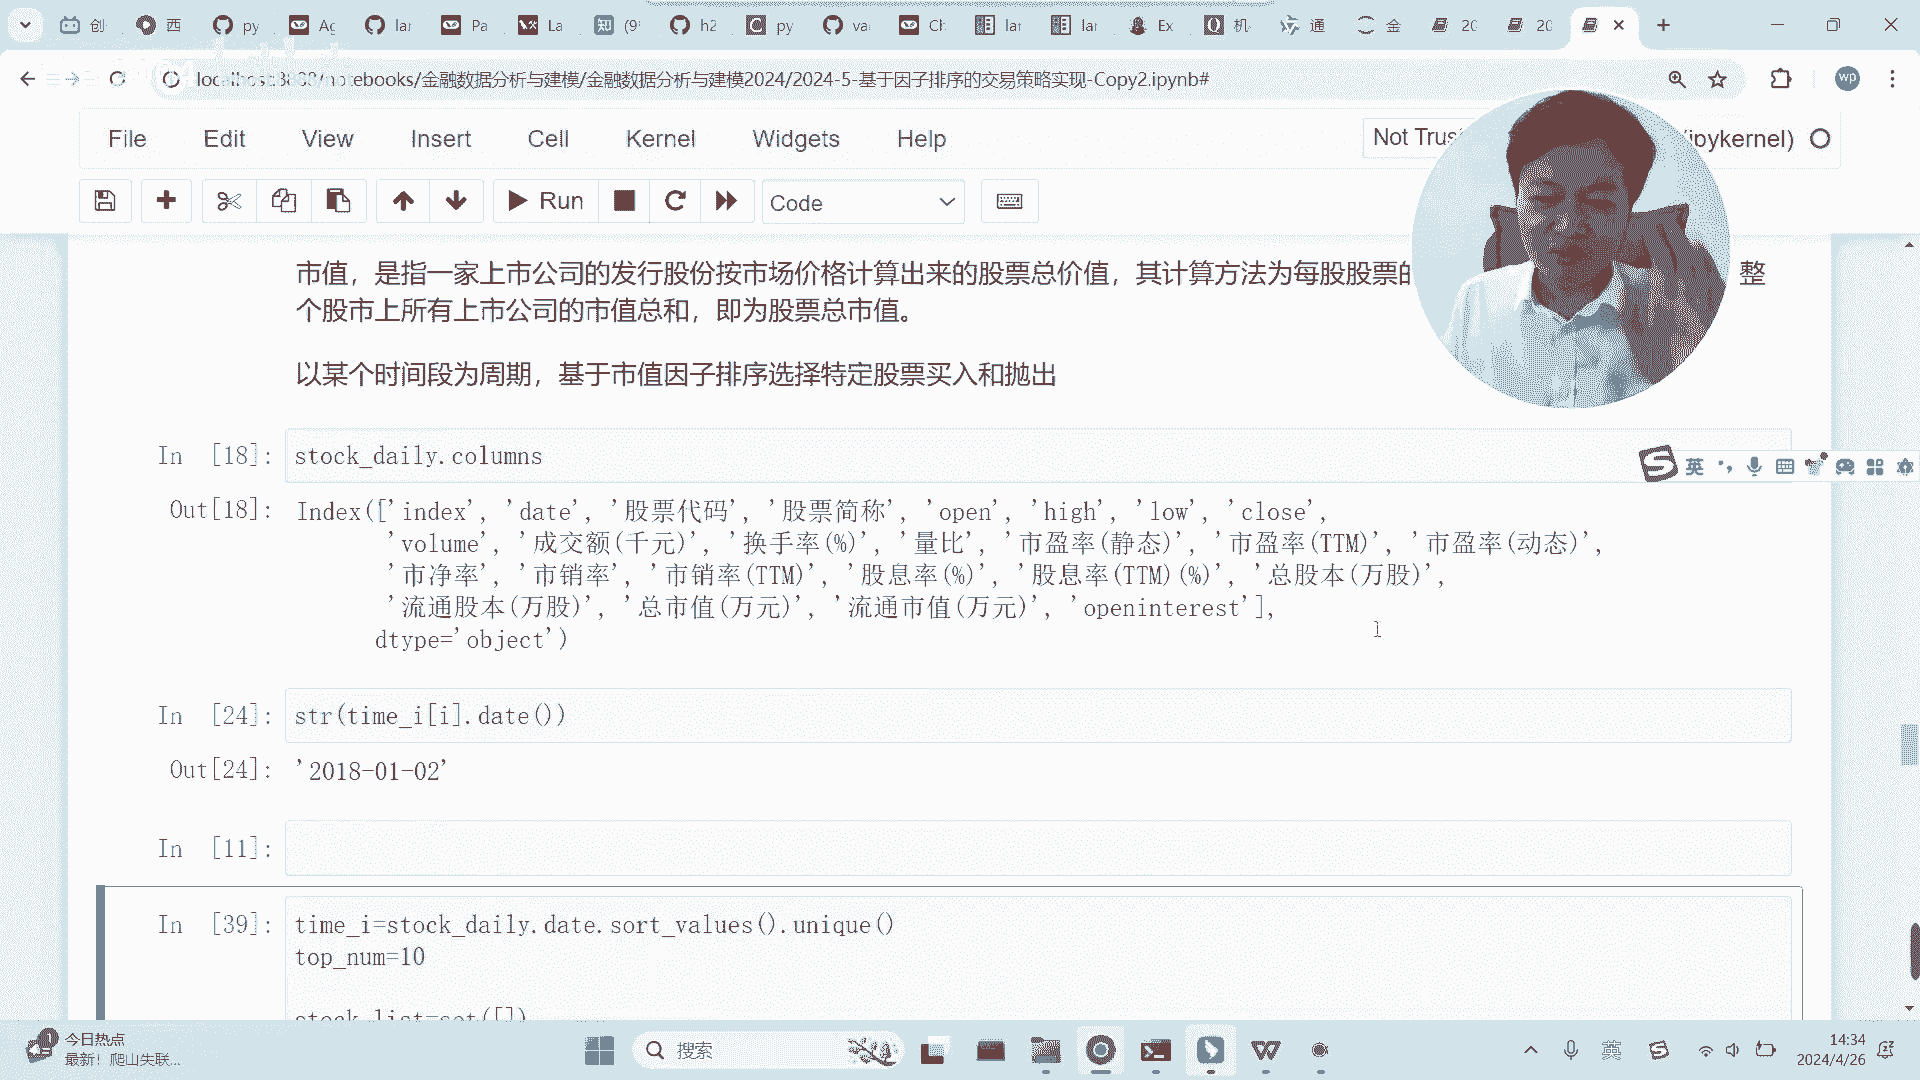 创
西
py
Ag
lar
Pa
La
(9
h2
py
va
Ch
lar
lar
Ex
机
通
金
20
20
localhost:8888/notebooks/金融数据分析与建模/金融数据分析与建模2024/2024-5-基于因子排序的交易策略实现-Copy2.ipynb#
wp
File Edit View Insert Cell Kernel Widgets Help
Not Trus
(ipykernel)
Run
Code
市值，是指一家上市公司的发行股份按市场价格计算出来的股票总价值，其计算方法为每股股票的 整
个股市上所有上市公司的市值总和，即为股票总市值。
以某个时间段为周期，基于市值因子排序选择特定股票买入和抛出
In [18]: stock_daily.columns
英
Out[18]: Index(['index', 'date', '股票代码', '股票简称', 'open', 'high', 'low', 'close',
'volume', '成交额(千元)', '换手率(%)', '量比', '市盈率(静态)', '市盈率(TTM)', '市盈率(动态)',
'市净率', '市销率', '市销率(TTM)', '股息率(%)', '股息率(TTM)(%)', '总股本(万股)',
'流通股本(万股)', '总市值(万元)', '流通市值(万元)', 'openinterest'],
dtype='object')
In [24]: str(time_i[i].date())
Out[24]: '2018-01-02'
In [11]:
In [39]: time_i=stock_daily.date.sort_values().unique()
top_num=10
stock_list=set([])
今日热点
最新！爬山失联...
搜索
英
14:34
2024/4/26